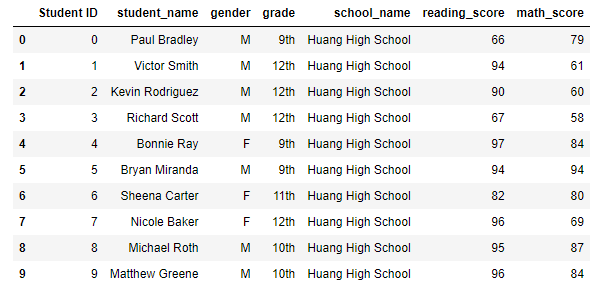 Student ID student_name gender grade school_name reading_score math_score
0 0 Paul Bradley M 9th Huang High School 66 79
1 1 Victor Smith M 12th Huang High School 94 61
2 2 Kevin Rodriguez M 12th Huang High School 90 60
3 3 Richard Scott M 12th Huang High School 67 58
4 4 Bonnie Ray F 9th Huang High School 97 84
5 5 Bryan Miranda M 9th Huang High School 94 94
6 6 Sheena Carter F 11th Huang High School 82 80
7 7 Nicole Baker F 12th Huang High School 96 69
8 8 Michael Roth M 10th Huang High School 95 87
9 9 Matthew Greene M 10th Huang High School 96 84